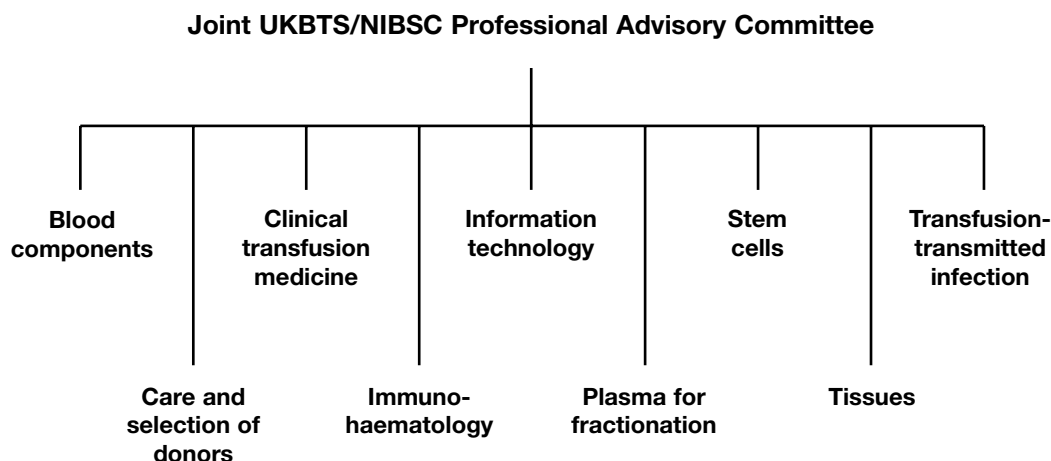 Joint UKBTS/NIBSC Professional Advisory Committee
Blood
components
Clinical
transfusion
medicine
Information
technology
Stem
cells
Transfusion-
transmitted
infection
Care and
selection of
donors
Immuno-
haematology
Plasma for
fractionation
Tissues